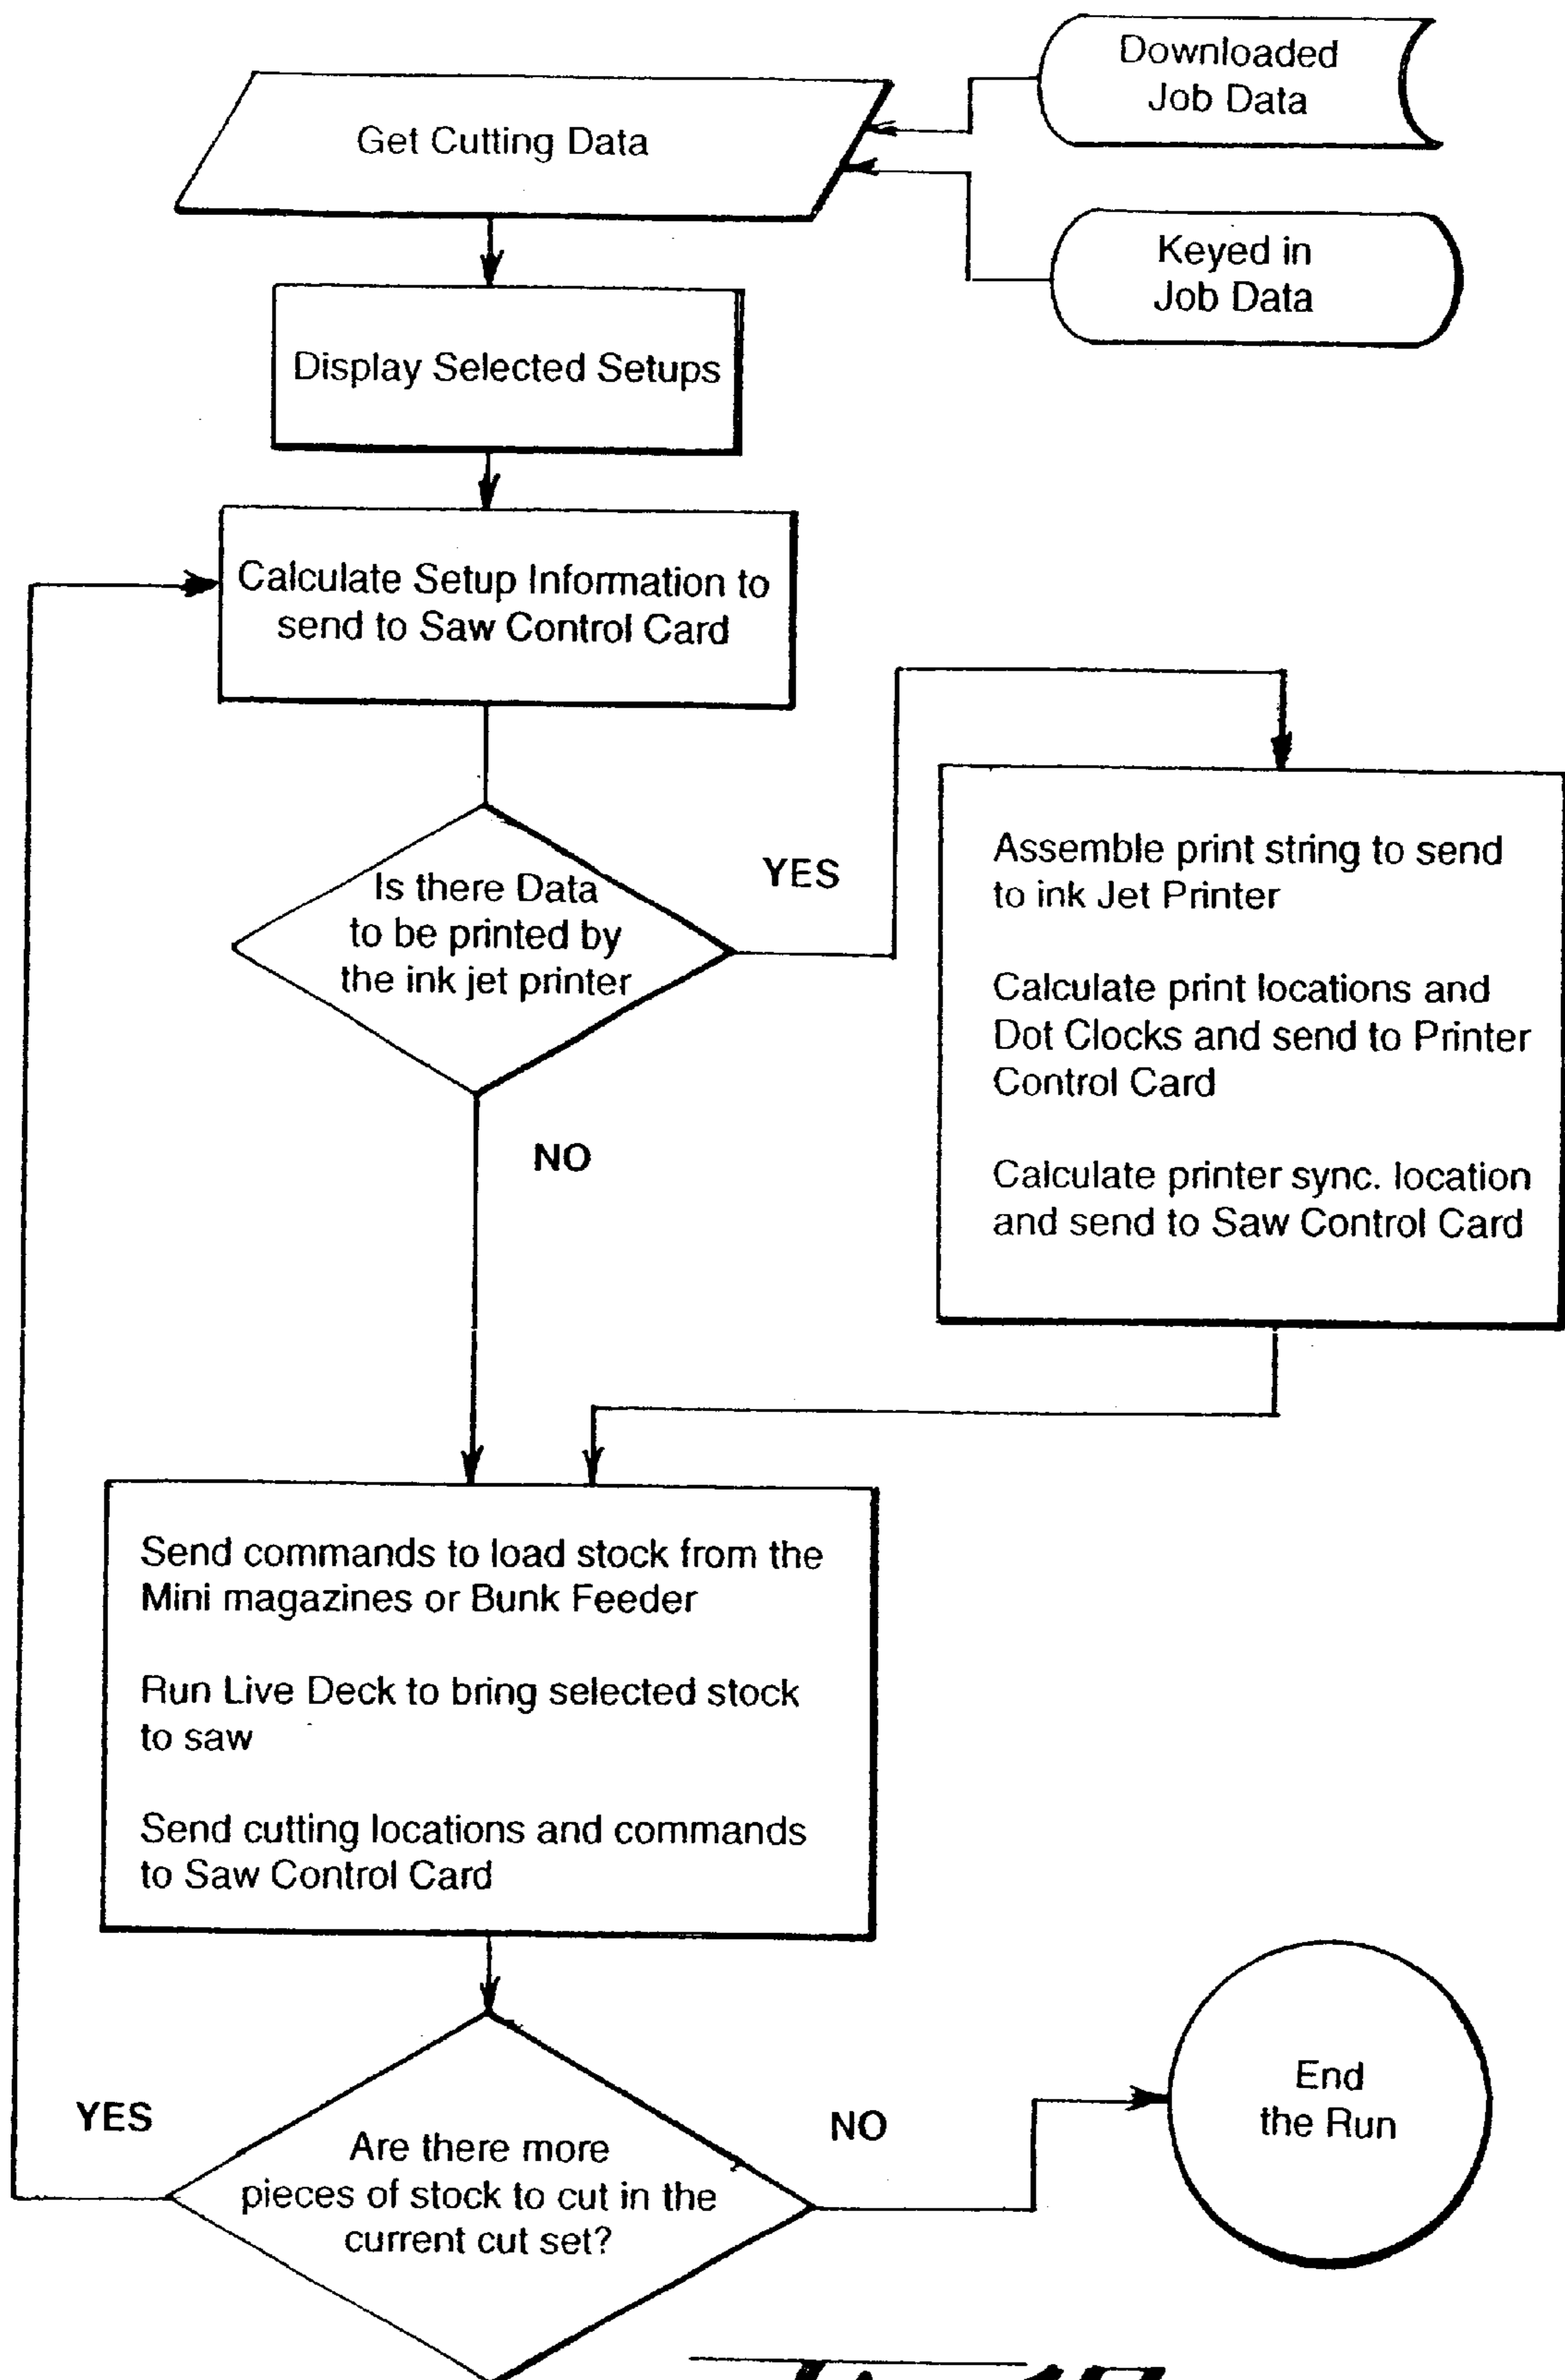 Downloaded
Job Data
Get Cutting Data
Keyed in
Job Data
Display Selected Setups
Calculate Setup Information to
send to Saw Control Card
Is there Data
to be printed by
the ink jet printer
YES
NO
Assemble print string to send
to ink Jet Printer
Calculate print locations and
Dot Clocks and send to Printer
Control Card
Calculate printer sync. location
and send to Saw Control Card
Send commands to load stock from the
Mini magazines or Bunk Feeder
Run Live Deck to bring selected stock
to saw
Send cutting locations and commands
to Saw Control Card
YES
Are there more
pieces of stock to cut in the
current cut set?
NO
End
the Run